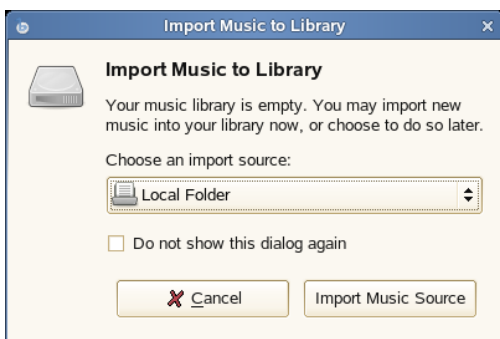 Import Music to Library
Import Music to Library
Your music library is empty. You may import new
music into your library now, or choose to do so later.
Choose an import source:
Local Folder
Do not show this dialog again
Cancel
Import Music Source